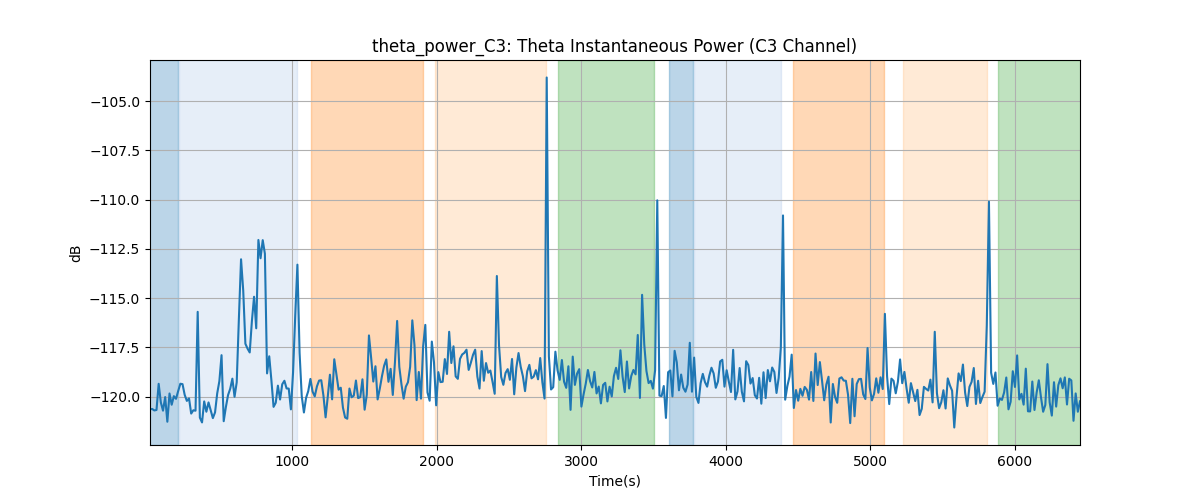 theta_power_C3: Theta Instantaneous Power (C3 Channel)
−105.0
−107.5
−110.0
−112.5
−115.0
−117.5
−120.0
dB
1000 2000 3000 4000 5000 6000
Time(s)